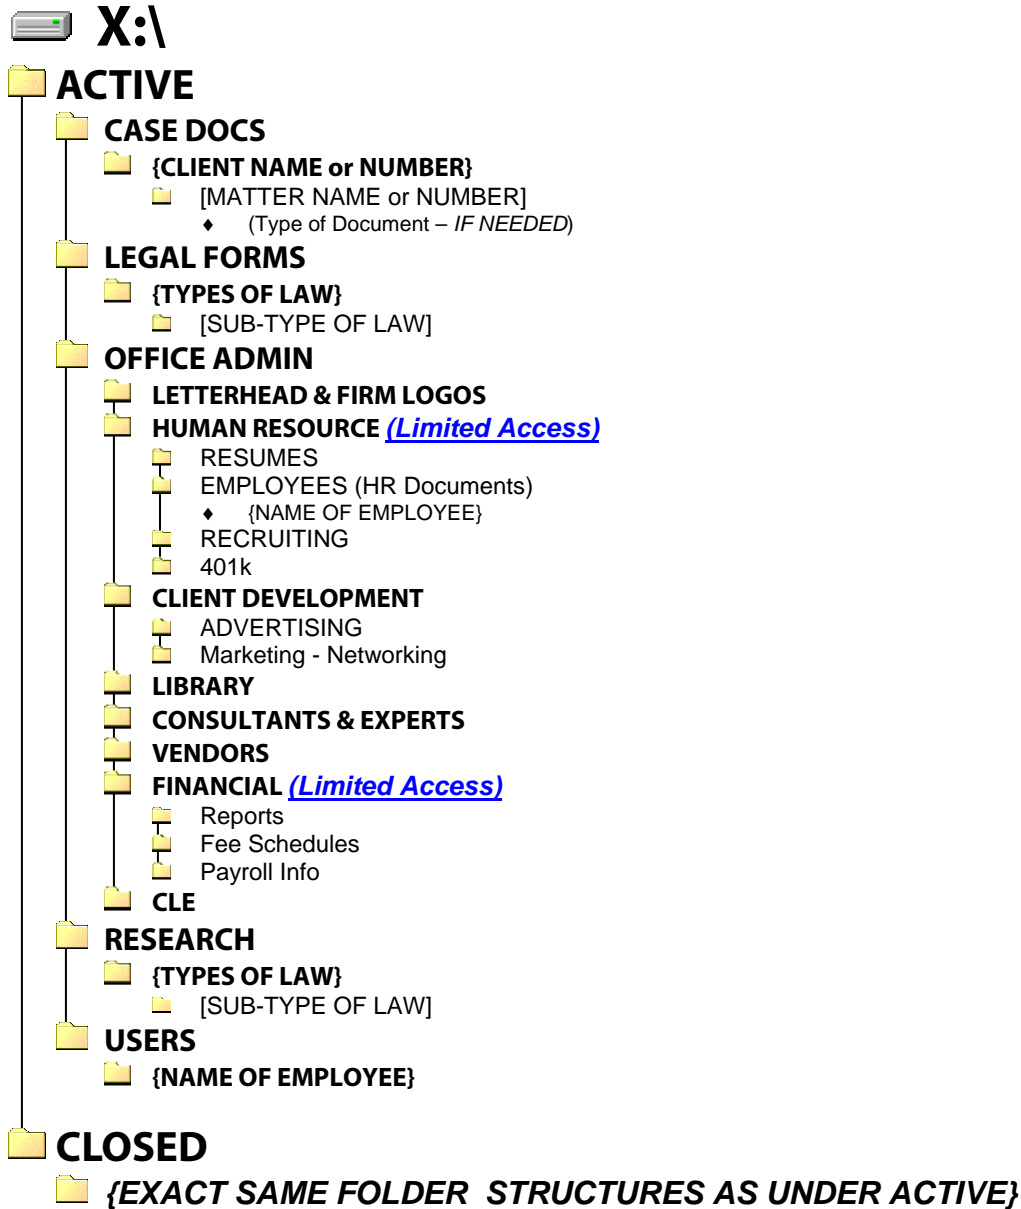 X:\
ACTIVE
CASE DOCS
{CLIENT NAME or NUMBER}
[MATTER NAME or NUMBER]
♦ (Type of Document – IF NEEDED)
LEGAL FORMS
{TYPES OF LAW}
[SUB-TYPE OF LAW]
OFFICE ADMIN
LETTERHEAD & FIRM LOGOS
HUMAN RESOURCE (Limited Access)
RESUMES
EMPLOYEES (HR Documents)
♦ {NAME OF EMPLOYEE}
RECRUITING
401k
CLIENT DEVELOPMENT
ADVERTISING
Marketing - Networking
LIBRARY
CONSULTANTS & EXPERTS
VENDORS
FINANCIAL (Limited Access)
Reports
Fee Schedules
Payroll Info
CLE
RESEARCH
{TYPES OF LAW}
[SUB-TYPE OF LAW]
USERS
{NAME OF EMPLOYEE}
CLOSED
{EXACT SAME FOLDER STRUCTURES AS UNDER ACTIVE}